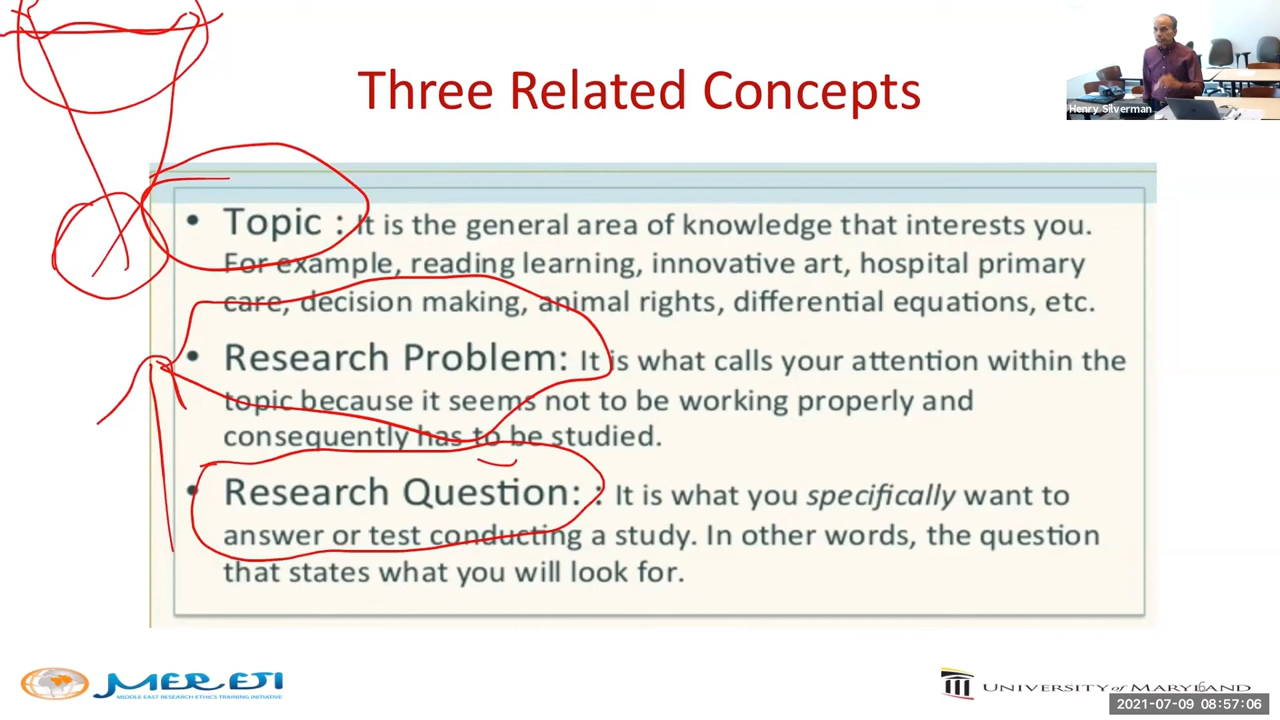 Three Related Concepts
Henry Silverman
• Topic : It is the general area of knowledge that interests you.
For example, reading learning, innovative art, hospital primary
care, decision making, animal rights, differential equations, etc.
• Research Problem: It is what calls your attention within the
topic because it seems not to be working properly and
consequently has to be studied.
• Research Question: : It is what you specifically want to
answer or test conducting a study. In other words, the question
that states what you will look for.
MERETI
MIDDLE EAST RESEARCH ETHICS TRAINING INITIATIVE
UNIVERSITY of MARYLAND
6
2021-07-09 08:57:06